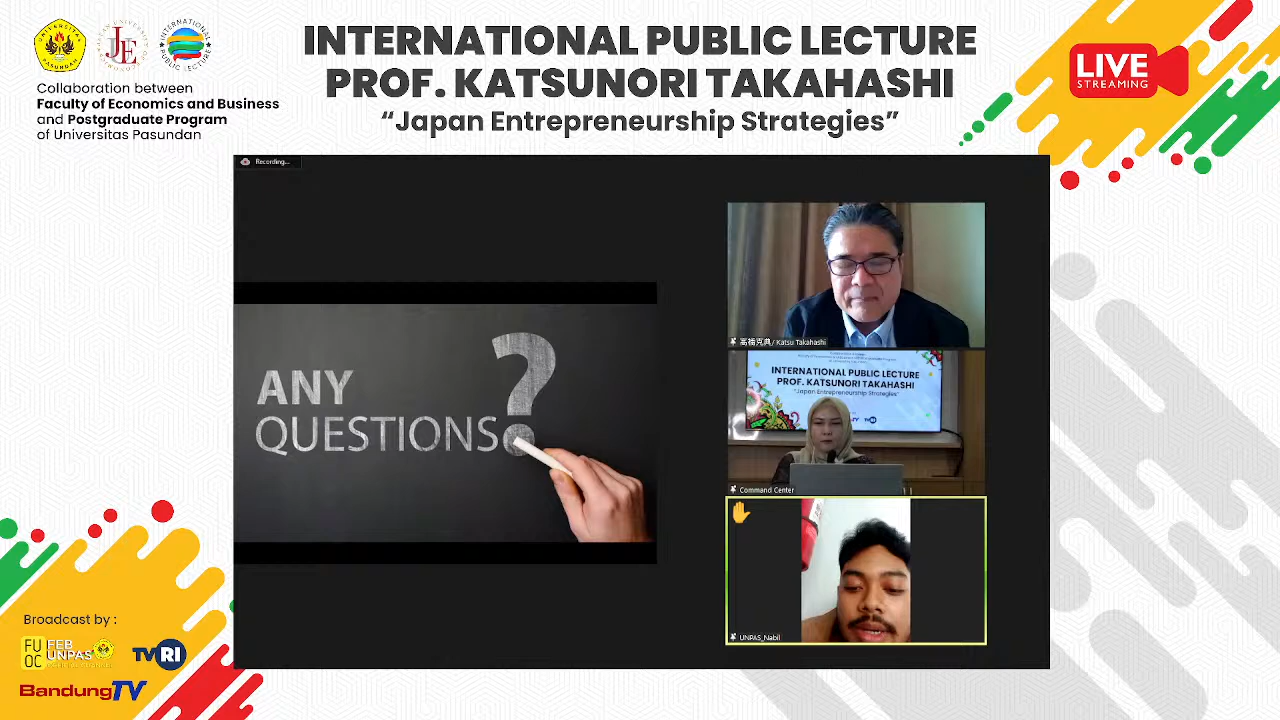 INTERNATIONAL PUBLIC LECTURE
PROF. KATSUNORI TAKAHASHI
“Japan Entrepreneurship Strategies”
Collaboration between
Faculty of Economics and Business
and Postgraduate Program
of Universitas Pasundan
LIVE
STREAMING
Recording...
ANY
QUESTIONS?
高橋克典/ Katsu Takahashi
INTERNATIONAL PUBLIC LECTURE
PROF. KATSUNORI TAKAHASHI
"Japan Entrepreneurship Strategies"
Command Center
UNPAS_Nabil
Broadcast by :
FU
OC
FEB
UNPAS
TVRI
BandungTV